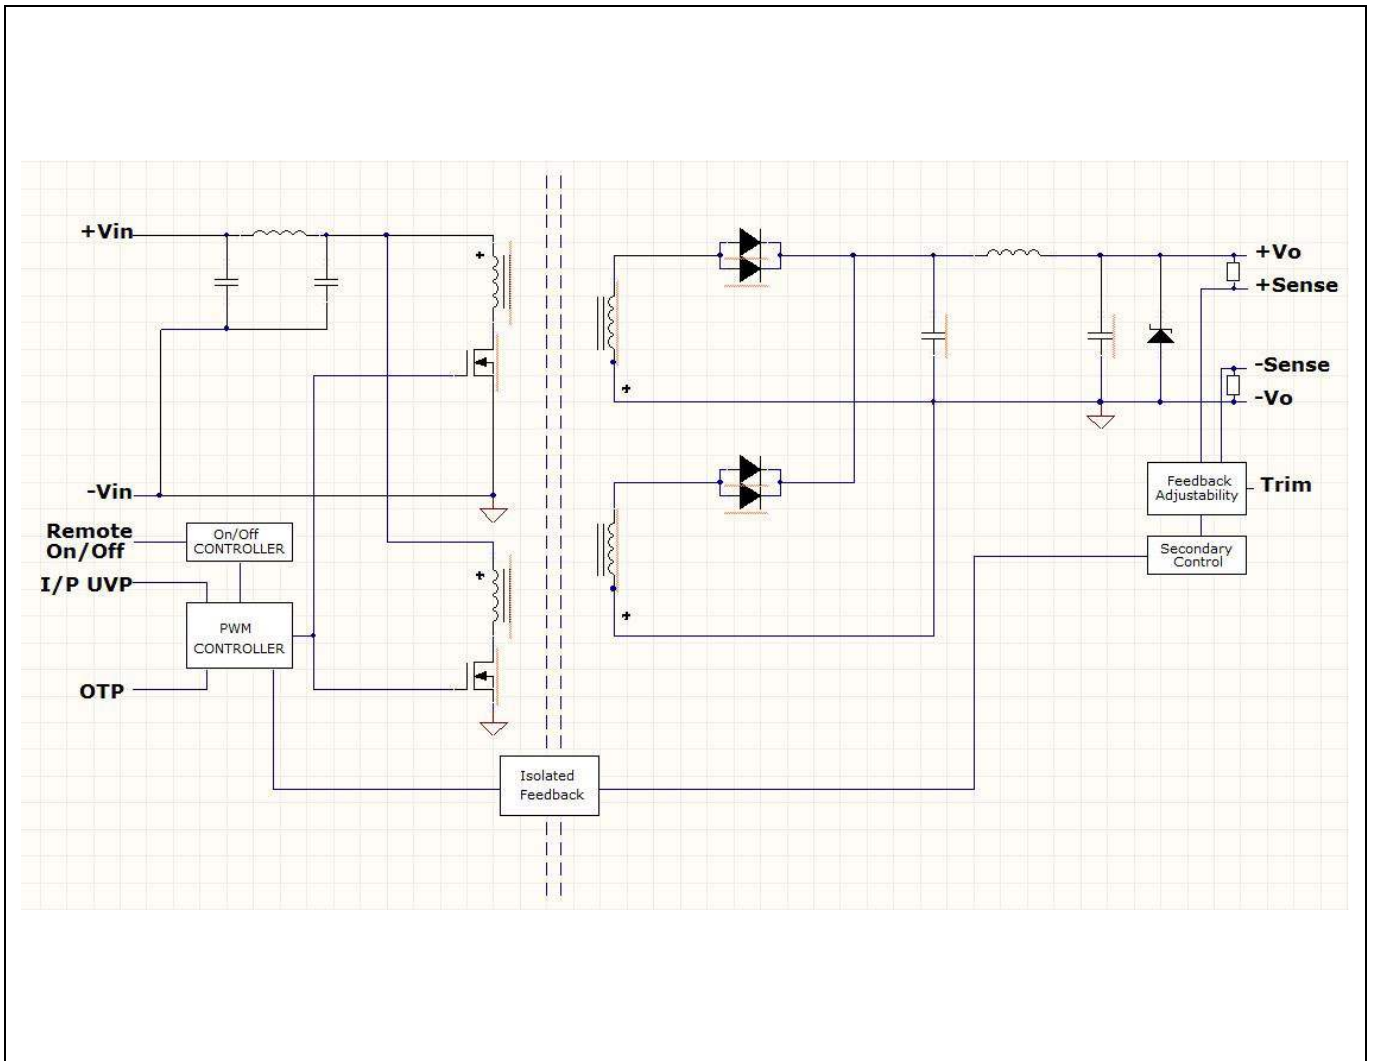 +Vin
-Vin
Remote
On/Off
I/P UVP
OTP
On/Off
CONTROLLER
PWM
CONTROLLER
+
+
+
+
Isolated
Feedback
+Vo
+Sense
-Sense
-Vo
Feedback
Adjustability
Trim
Secondary
Control